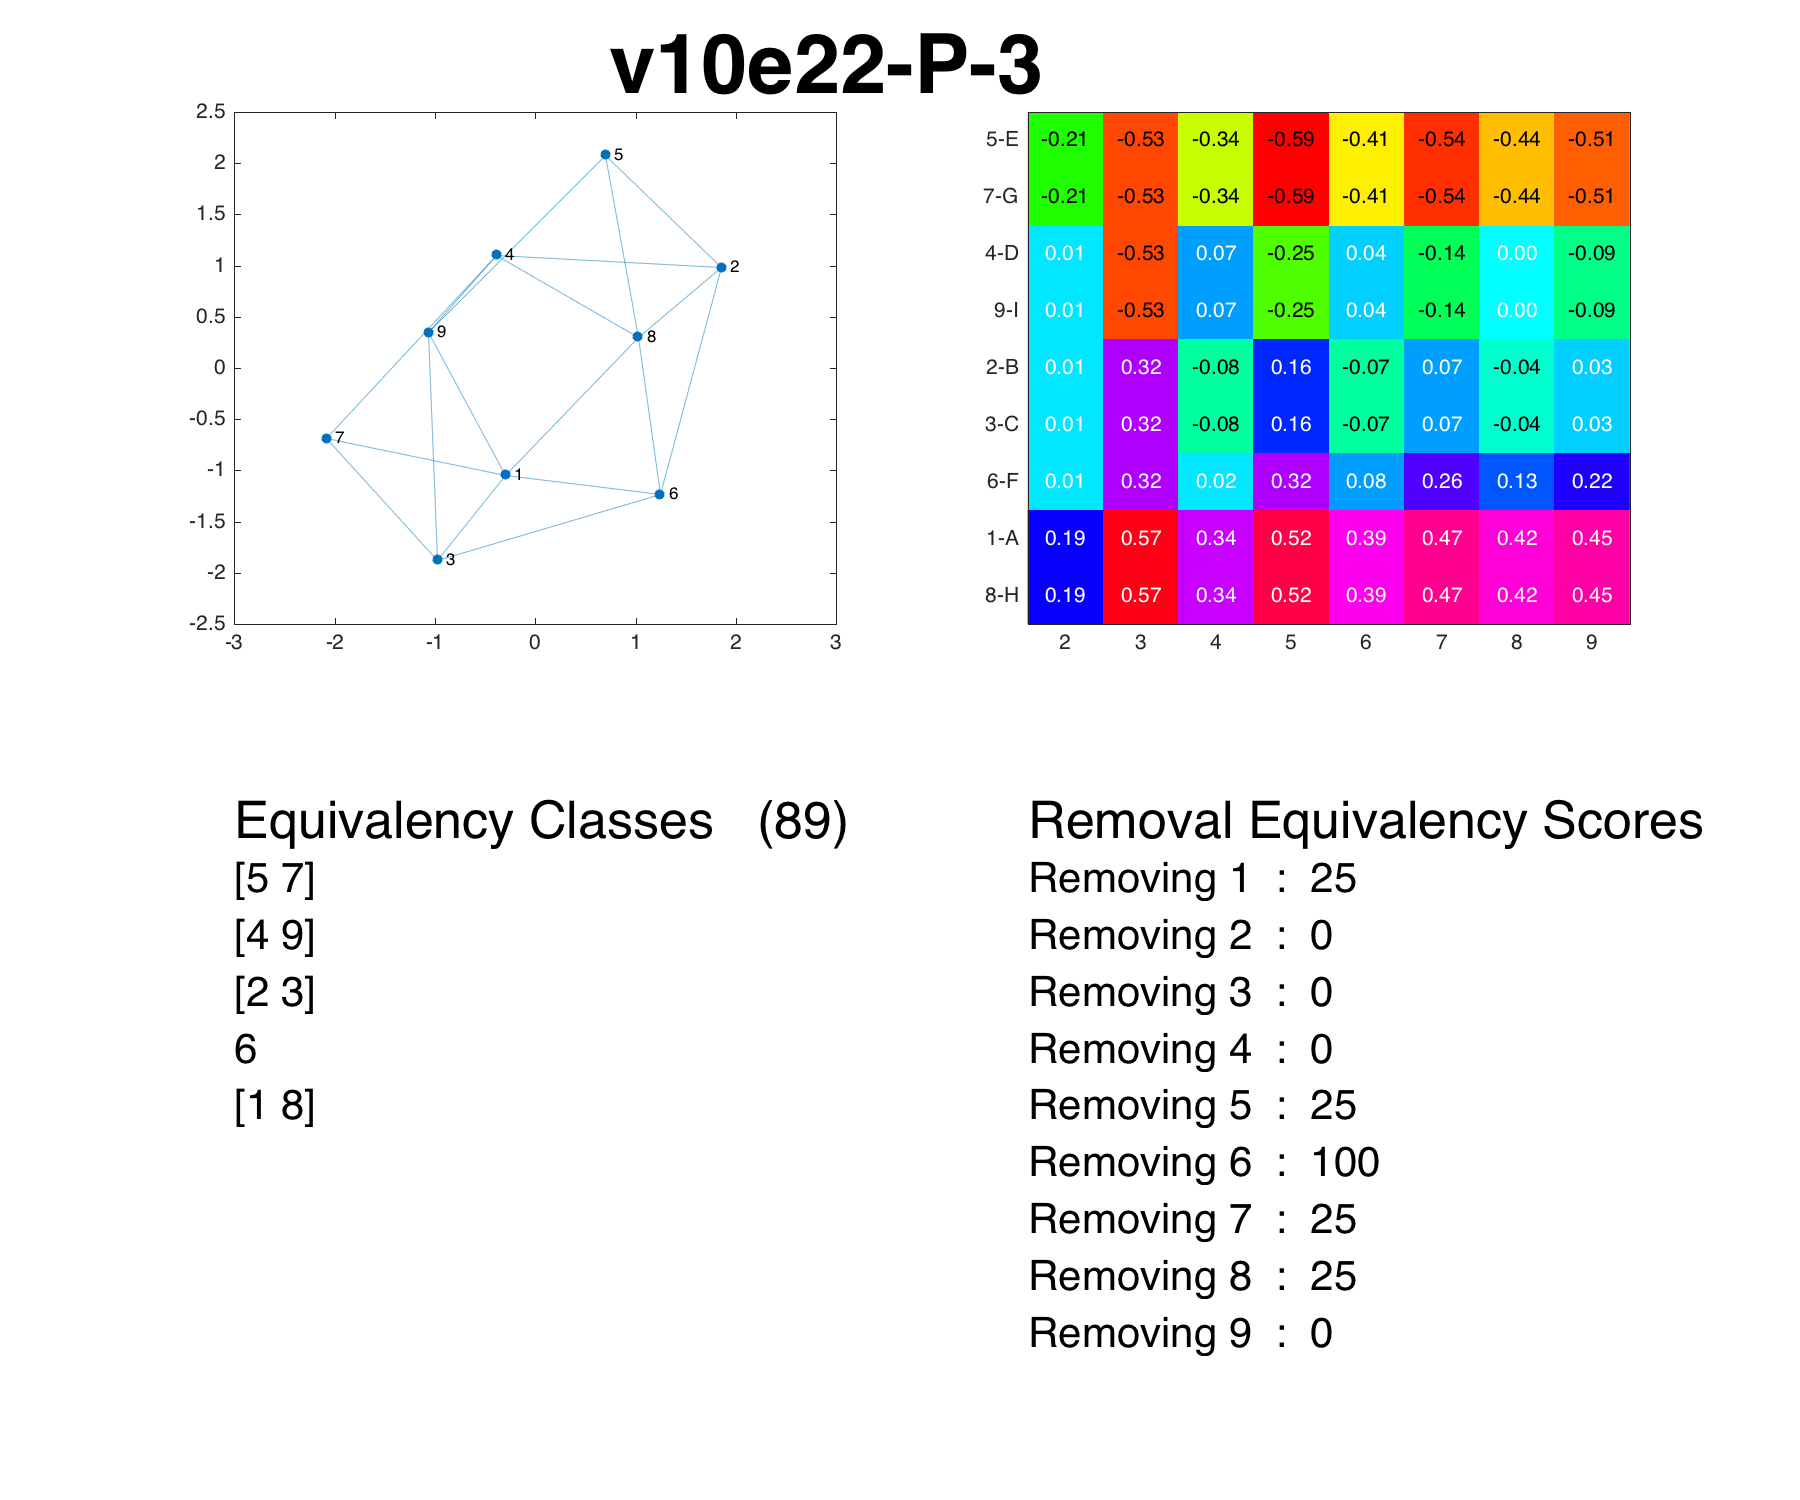 v10e22-P-3
2.5
2
1.5
1
0.5
0
-0.5
-1
-1.5
-2
-2.5
-3 -2 -1 0 1 2 3
5
4
2
9
8
7
1
6
3
5-E -0.21 -0.53 -0.34 -0.59 -0.41 -0.54 -0.44 -0.51
7-G -0.21 -0.53 -0.34 -0.59 -0.41 -0.54 -0.44 -0.51
4-D 0.01 -0.53 0.07 -0.25 0.04 -0.14 0.00 -0.09
9-I 0.01 -0.53 0.07 -0.25 0.04 -0.14 0.00 -0.09
2-B 0.01 0.32 -0.08 0.16 -0.07 0.07 -0.04 0.03
3-C 0.01 0.32 -0.08 0.16 -0.07 0.07 -0.04 0.03
6-F 0.01 0.32 0.02 0.32 0.08 0.26 0.13 0.22
1-A 0.19 0.57 0.34 0.52 0.39 0.47 0.42 0.45
8-H 0.19 0.57 0.34 0.52 0.39 0.47 0.42 0.45
2 3 4 5 6 7 8 9
Equivalency Classes (89)
[5 7]
[4 9]
[2 3]
6
[1 8]
Removal Equivalency Scores
Removing 1 : 25
Removing 2 : 0
Removing 3 : 0
Removing 4 : 0
Removing 5 : 25
Removing 6 : 100
Removing 7 : 25
Removing 8 : 25
Removing 9 : 0